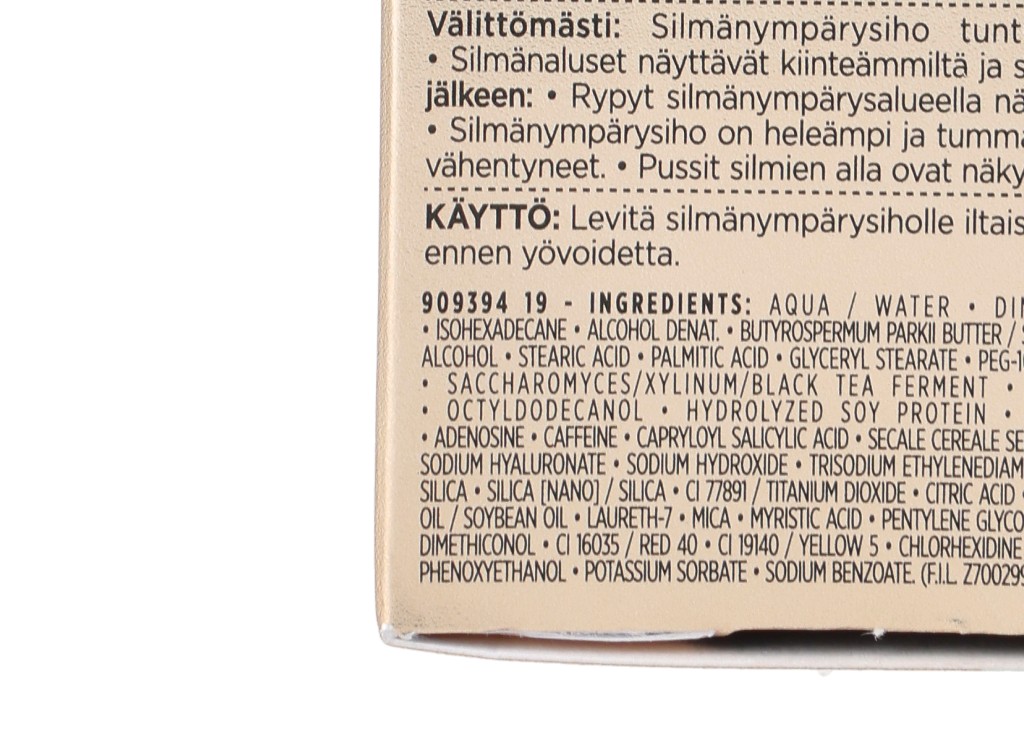 Välittömästi: Silmänympärysiho
• Silmänaluset näyttävät kiinteämmiltä ja
jälkeen: • Rypyt silmänympärysalueella
• Silmänympärysiho on heleämpi ja
vähentyneet. • Pussit silmien alla ovat
KÄYTTÖ: Levitä silmänympärysiholle
ennen yövoidetta.
909394 19 - INGREDIENTS: AQUA / WATER •
• ISOHEXADECANE • ALCOHOL DENAT. • BUTYROSPERMUM PARKII BUTTER /
ALCOHOL • STEARIC ACID • PALMITIC ACID • GLYCERYL STEARATE •
• SACCHAROMYCES/XYLINUM/BLACK TEA FERMENT •
• OCTYLDODECANOL • HYDROLYZED SOY PROTEIN •
• ADENOSINE • CAFFEINE • CAPRYLOYL SALICYLIC ACID • SECALE CEREALE
SODIUM HYALURONATE • SODIUM HYDROXIDE • TRISODIUM
SILICA • SILICA [NANO] / SILICA • CI 77891 / TITANIUM DIOXIDE • CITRIC ACID
OIL / SOYBEAN OIL • LAURETH-7 • MICA • MYRISTIC ACID • PENTYLENE
DIMETHICONOL • CI 16035 / RED 40 • CI 19140 / YELLOW 5 • CHLORHEXIDINE
PHENOXYETHANOL • POTASSIUM SORBATE • SODIUM BENZOATE. (F.I.L.